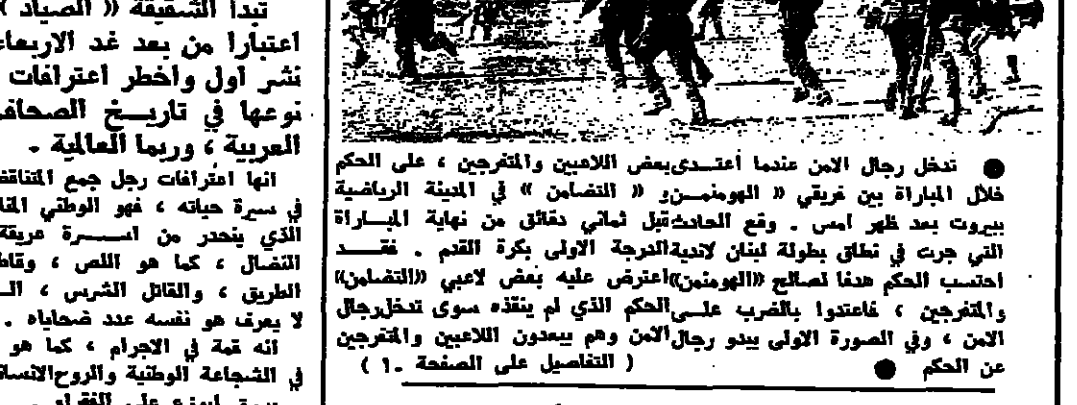 ● تدخل رجال الامن عندما اعتدى بعض اللاعبين والمتفرجين ، على الحكم
خلال المباراة بين فريقي « الهومنمن » و « التضامن » في المدينة الرياضية
ببيروت بعد ظهر امس . وقع الحادث قبل ثماني دقائق من نهاية المباراة
التي جرت في نطاق بطولة لبنان لاندية الدرجة الاولى بكرة القدم . فقد
احتسب الحكم هدفا لصالح «الهومنمن» اعترض عليه بعض لاعبي «التضامن»
والمتفرجين ، فاعتدوا بالضرب على الحكم الذي لم ينقذه سوى تدخل رجال
الامن ، وفي الصورة الاولى يبدو رجال الامن وهم يبعدون اللاعبين والمتفرجين
عن الحكم ● ( التفاصيل على الصفحة ١٠ )
تبدأ الشقيقة « الصياد »
اعتبارا من بعد غد الاربعاء
نشر اول واخطر اعترافات
نوعها في تاريخ الصحاف
العربية ، وربما العالمية .
انها اعترافات رجل جمع
في سيرة حياته ، فهو الوطني
الذي ينحدر من اسرة عريقة
النضال ، كما هو اللص ،
الطريق ، والقاتل الشرس ،
لا يعرف هو نفسه عدد ضحاياه .
انه قمة في الاجرام ، كما هو
في الشجاعة الوطنية والروح
على الفقراء .